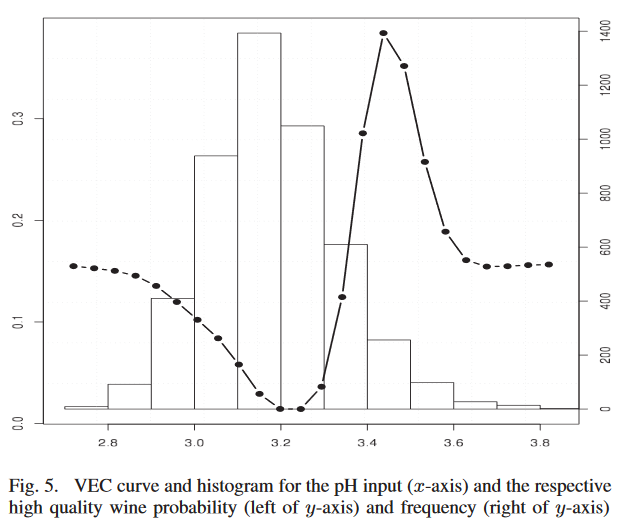 0.0 0.1 0.2 0.3
0 200 400 600 800 1000 1200 1400
2.8 3.0 3.2 3.4 3.6 3.8
Fig. 5. VEC curve and histogram for the pH input (x-axis) and the respective
high quality wine probability (left of y-axis) and frequency (right of y-axis)